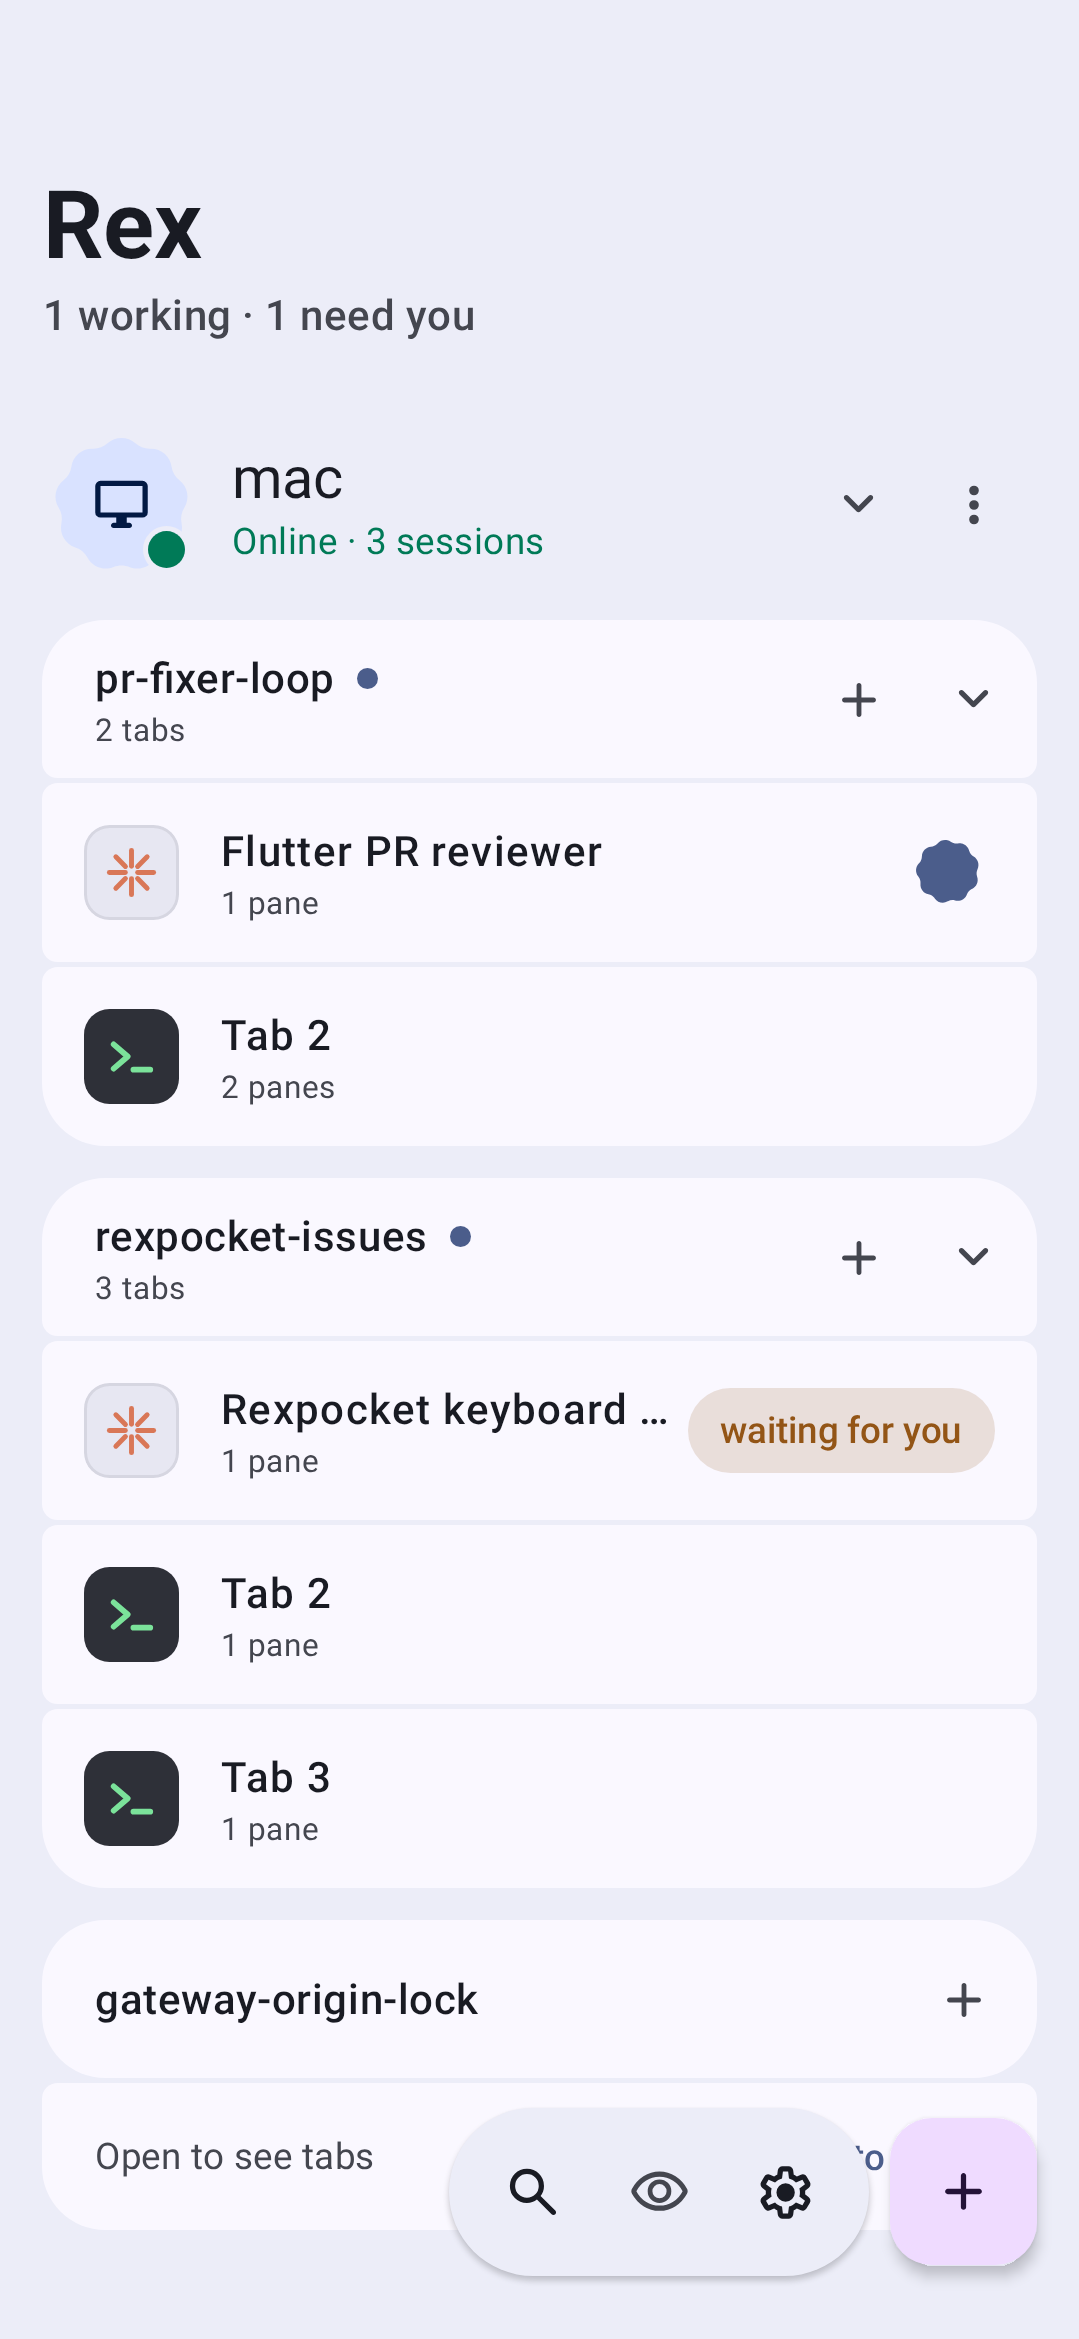 Rex
1 working · 1 need you
mac
Online · 3 sessions
pr-fixer-loop
2 tabs
Flutter PR reviewer
1 pane
Tab 2
2 panes
rexpocket-issues
3 tabs
Rexpocket keyboard ...
1 pane
waiting for you
Tab 2
1 pane
Tab 3
1 pane
gateway-origin-lock
Open to see tabs